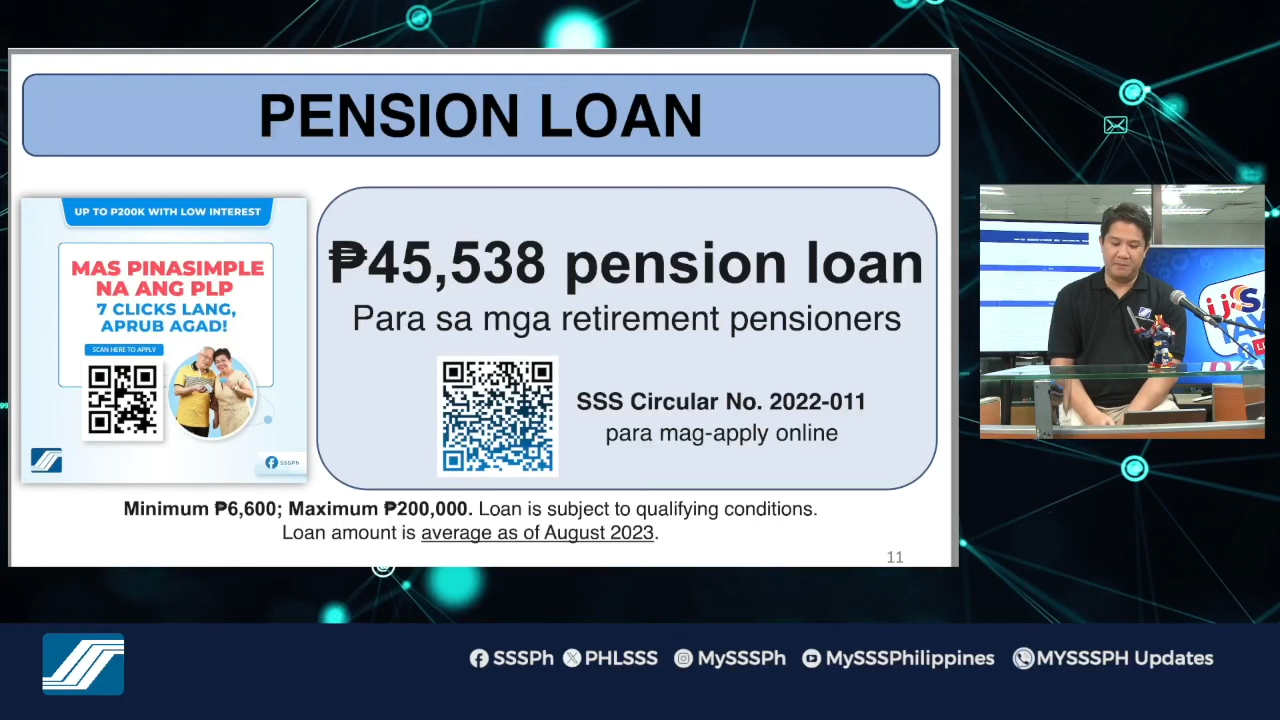 PENSION LOAN
UP TO P200K WITH LOW INTEREST
MAS PINASIMPLE
NA ANG PLP
7 CLICKS LANG,
APRUB AGAD!
SCAN HERE TO APPLY
SSSPh
₱45,538 pension loan
Para sa mga retirement pensioners
SSS Circular No. 2022-011
para mag-apply online
Minimum ₱6,600; Maximum ₱200,000. Loan is subject to qualifying conditions.
Loan amount is average as of August 2023.
11
SSSPh PHLSSS MySSSPh MySSSPhilippines MYSSSPH Updates